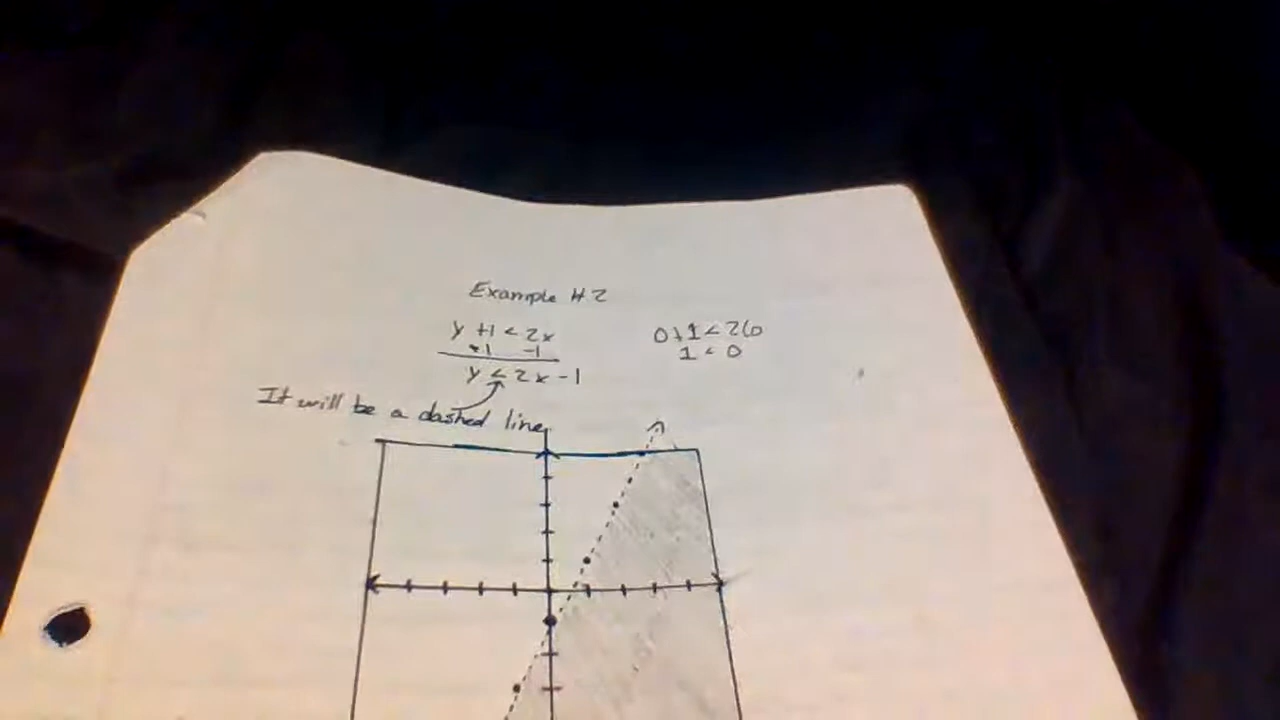 Example #2
y +1 < 2x
-1 -1
y < 2x -1
0+1 < 2(0
1 < 0
It will be a dashed line